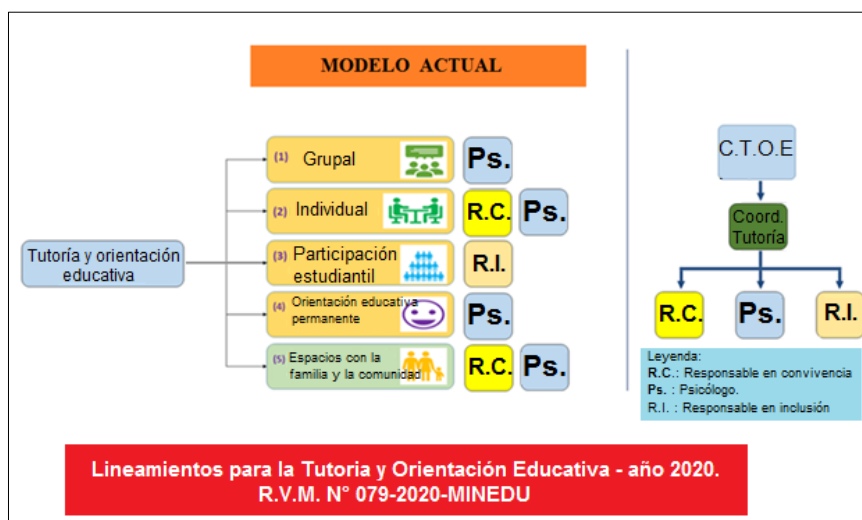 MODELO ACTUAL
(1) Grupal
Ps.
(2) Individual
R.C.
Ps.
Tutoría y orientación
educativa
(3) Participación
estudiantil
R.I.
(4) Orientación educativa
permanente
Ps.
(5) Espacios con la
familia y la comunidad
R.C.
Ps.
C.T.O.E
Coord.
Tutoría
R.C.
Ps.
R.I.
Leyenda:
R.C.: Responsable en convivencia
Ps. : Psicólogo.
R.I. : Responsable en inclusión
Lineamientos para la Tutoria y Orientación Educativa - año 2020.
R.V.M. N° 079-2020-MINEDU